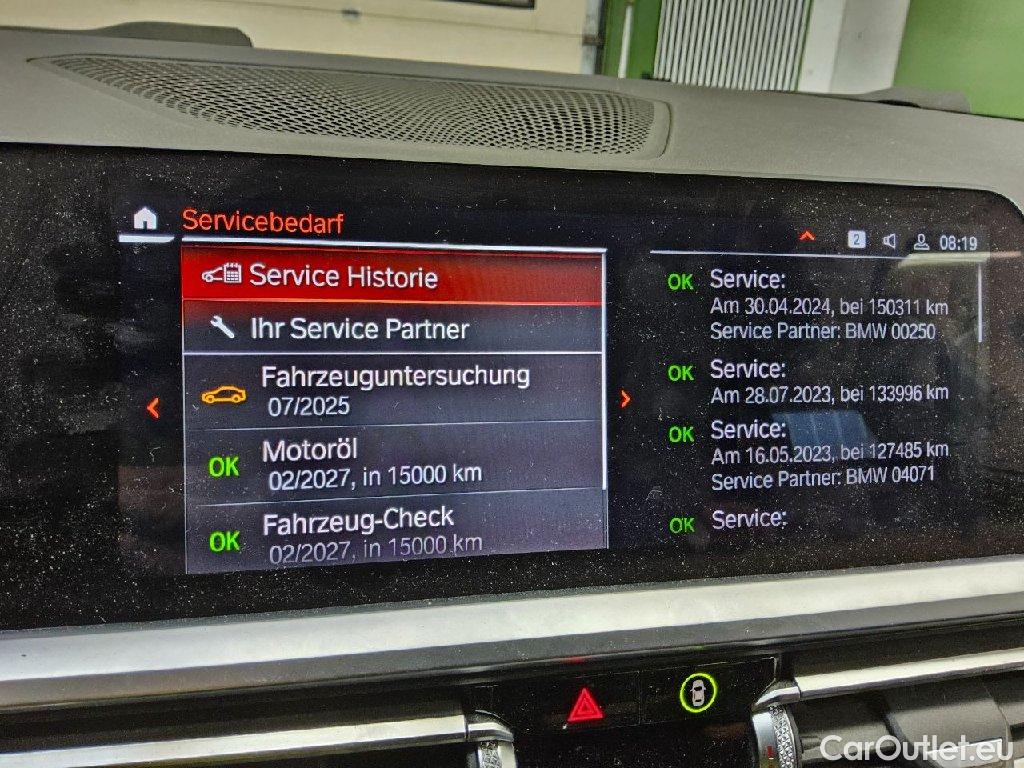 Servicebedarf
2
08:19
Service Historie
Ihr Service Partner
Fahrzeuguntersuchung
07/2025
Motoröl
OK
02/2027, in 15000 km
Fahrzeug-Check
OK
02/2027, in 15000 km
OK Service:
Am 30.04.2024, bei 150311 km
Service Partner: BMW 00250
OK Service:
Am 28.07.2023, bei 133996 km
OK Service:
Am 16.05.2023, bei 127485 km
Service Partner: BMW 04071
OK Service:
CarOutlet.eu